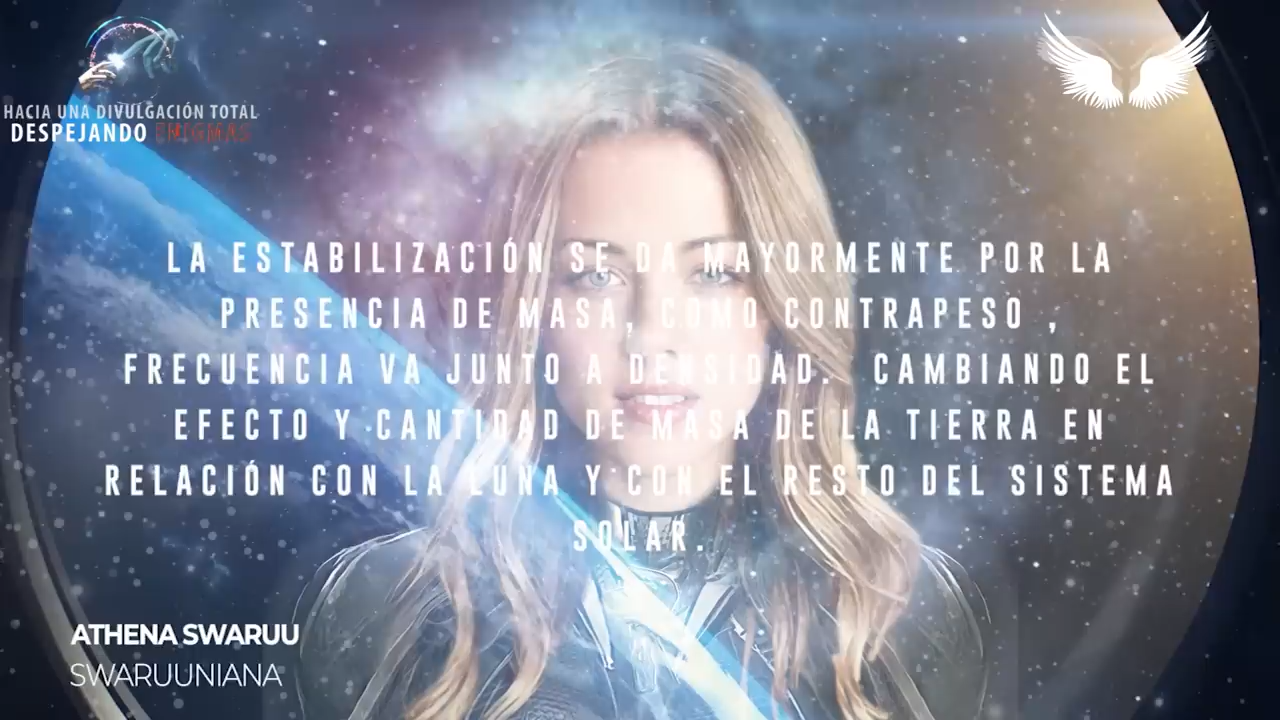 HACIA UNA DIVULGACIÓN TOTAL
DESPEJANDO ENIGMAS
LA ESTABILIZACIÓN SE DA MAYORMENTE POR LA
PRESENCIA DE MASA, COMO CONTRAPESO ,
FRECUENCIA VA JUNTO A DENSIDAD. CAMBIANDO EL
EFECTO Y CANTIDAD DE MASA DE LA TIERRA EN
RELACIÓN CON LA LUNA Y CON EL RESTO DEL SISTEMA
SOLAR.
ATHENA SWARUU
SWARUUNIANA